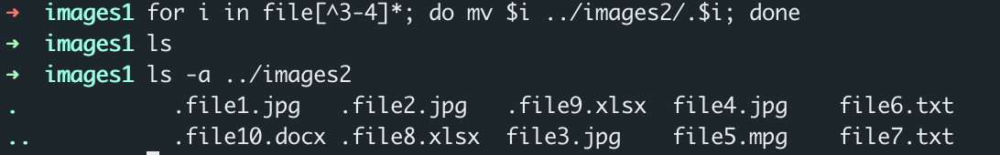 ➜  images1 for i in file[^3-4]*; do mv $i ../images2/.$i; done
➜  images1 ls
➜  images1 ls -a ../images2
.           .file1.jpg   .file2.jpg   .file9.xlsx  file4.jpg    file6.txt
..          .file10.docx .file8.xlsx  file3.jpg    file5.mpg    file7.txt